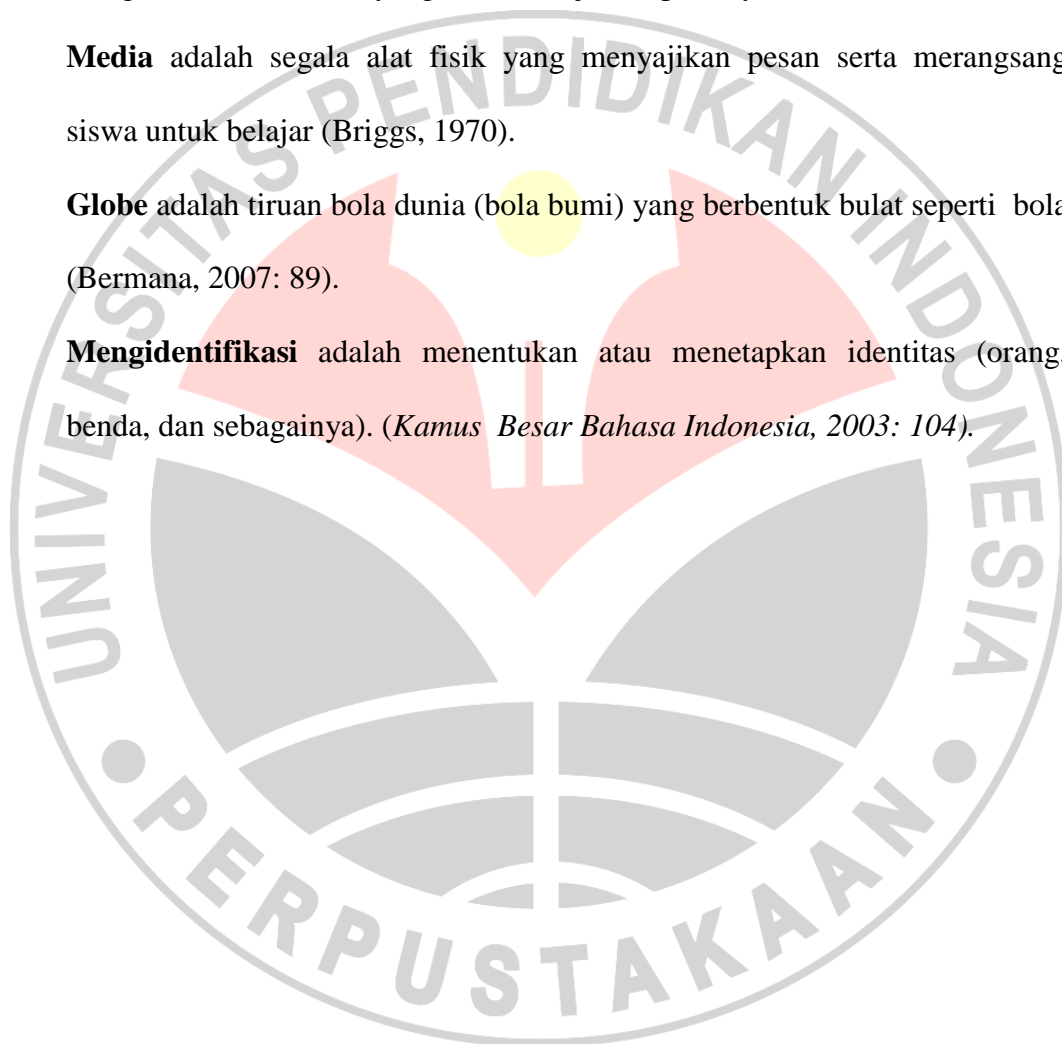 Media adalah segala alat fisik yang menyajikan pesan serta merangsang
siswa untuk belajar (Briggs, 1970).
Globe adalah tiruan bola dunia (bola bumi) yang berbentuk bulat seperti bola
(Bermana, 2007: 89).
Mengidentifikasi adalah menentukan atau menetapkan identitas (orang,
benda, dan sebagainya). (Kamus Besar Bahasa Indonesia, 2003: 104).
UNIVERSITAS PENDIDIKAN INDONESIA
PERPUSTAKAAN